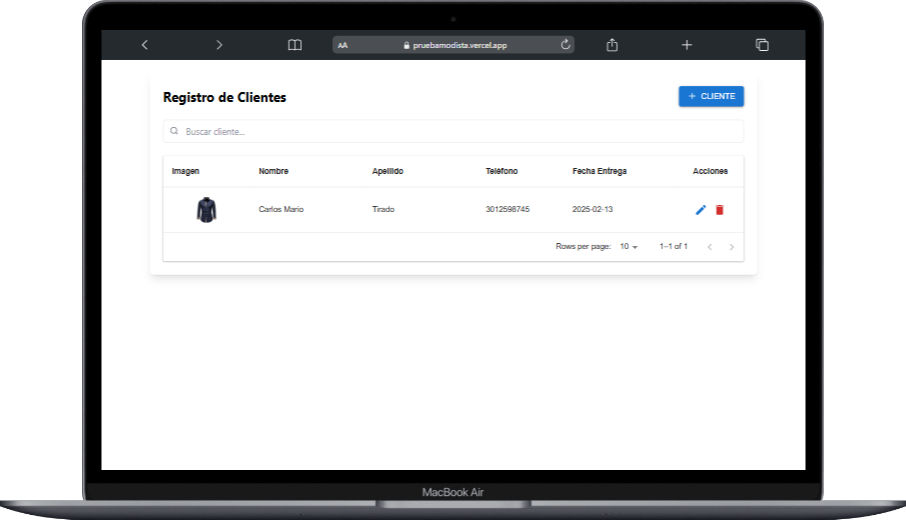 AA pruebamodista.vercel.app
Registro de Clientes
+ CLIENTE
Buscar cliente...
Imagen Nombre Apellido Teléfono Fecha Entrega Acciones
Carlos Mario Tirado 3012598745 2025-02-13
Rows per page: 10 1–1 of 1
MacBook Air